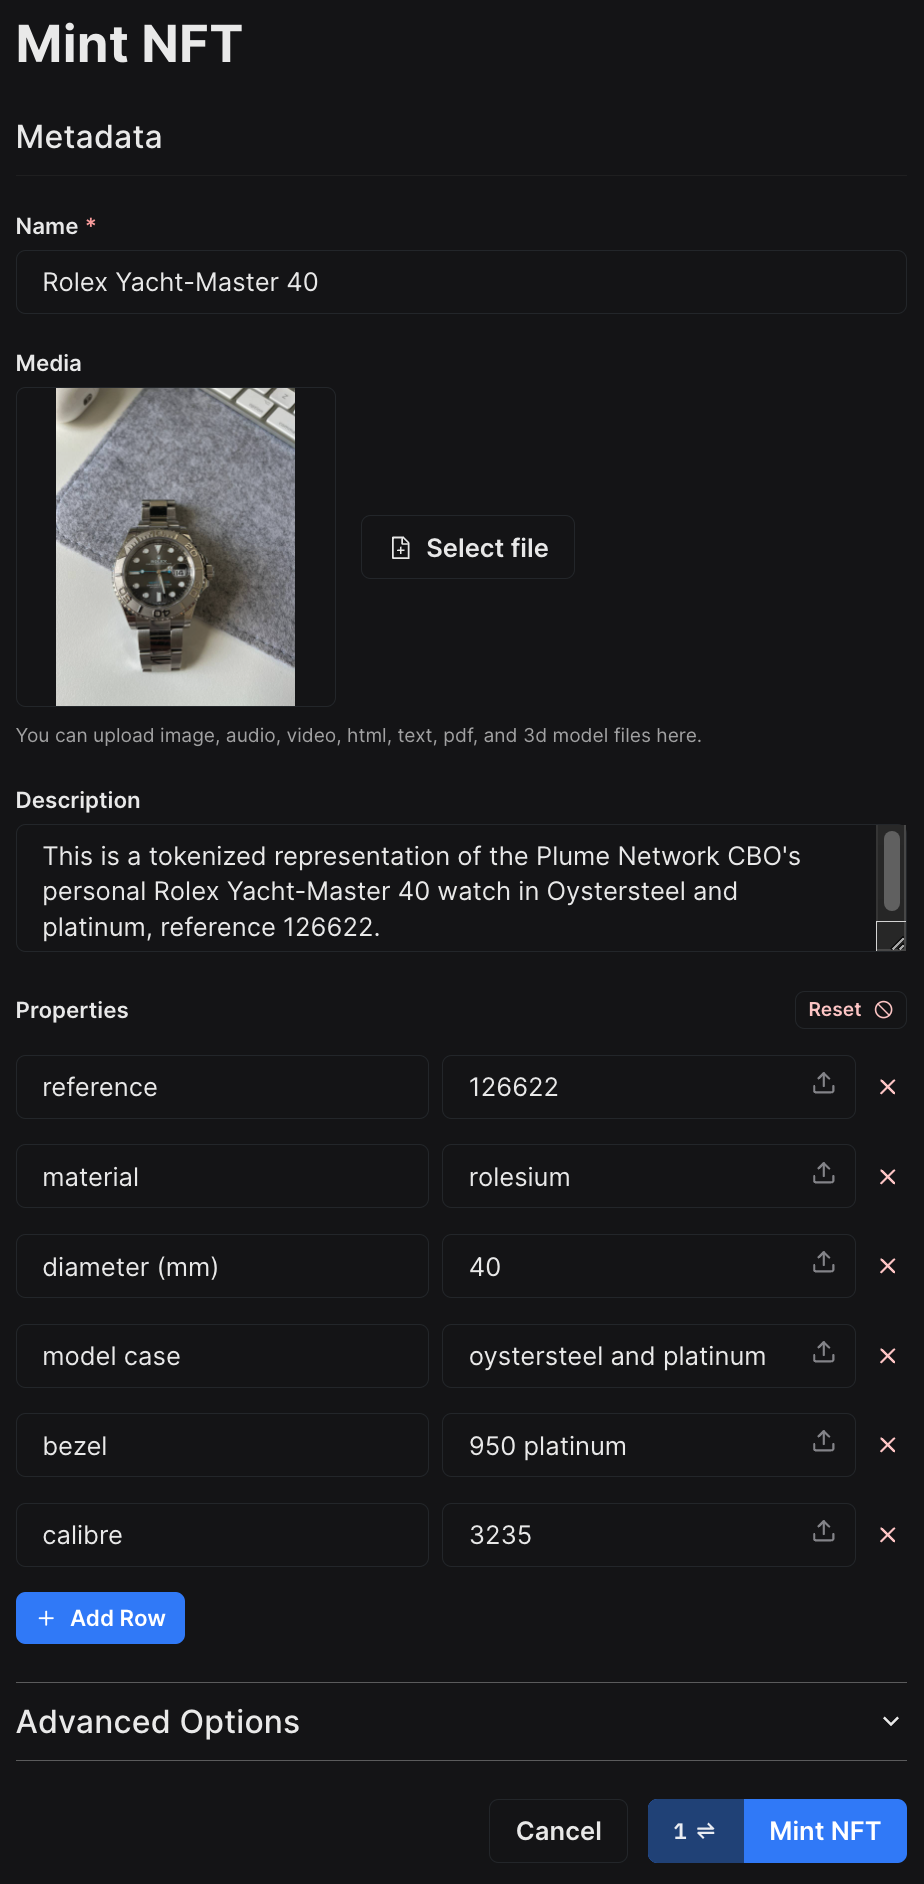 Mint NFT
Metadata
Name *
Rolex Yacht-Master 40
Media
Select file
You can upload image, audio, video, html, text, pdf, and 3d model files here.
Description
This is a tokenized representation of the Plume Network CBO's
personal Rolex Yacht-Master 40 watch in Oystersteel and
platinum, reference 126622.
Properties
Reset
reference
126622
material
rolesium
diameter (mm)
40
model case
oystersteel and platinum
bezel
950 platinum
calibre
3235
+ Add Row
Advanced Options
Cancel
1 ⇌
Mint NFT